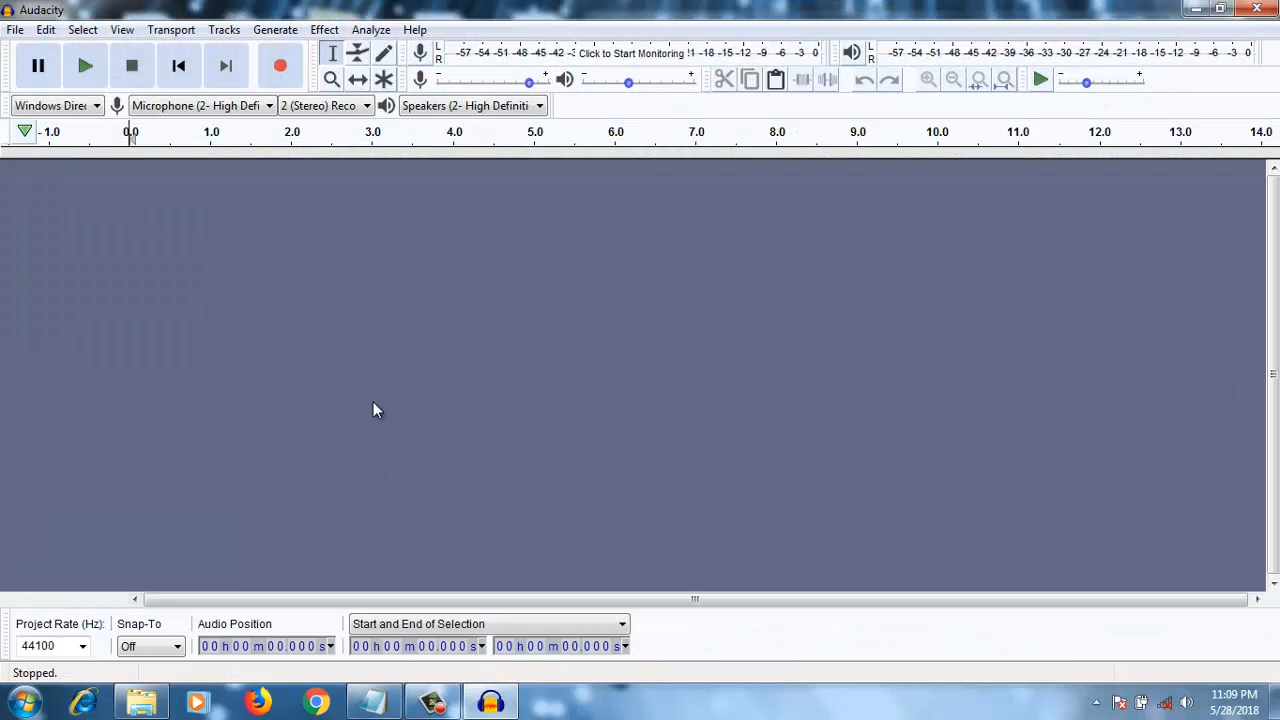 Audacity
File Edit Select View Transport Tracks Generate Effect Analyze Help
L R -57 -54 -51 -48 -45 -42 Click to Start Monitoring -18 -15 -12 -9 -6 -3 0 L R -57 -54 -51 -48 -45 -42 -39 -36 -33 -30 -27 -24 -21 -18 -15 -12 -9 -6 -3 0
- + - + - +
Windows Direc Microphone (2- High Defi 2 (Stereo) Reco Speakers (2- High Definiti
- 1.0 0.0 1.0 2.0 3.0 4.0 5.0 6.0 7.0 8.0 9.0 10.0 11.0 12.0 13.0 14.0
Project Rate (Hz): Snap-To Audio Position Start and End of Selection
44100 Off 00 h 00 m 00.000 s 00 h 00 m 00.000 s 00 h 00 m 00.000 s
Stopped.
11:09 PM
5/28/2018